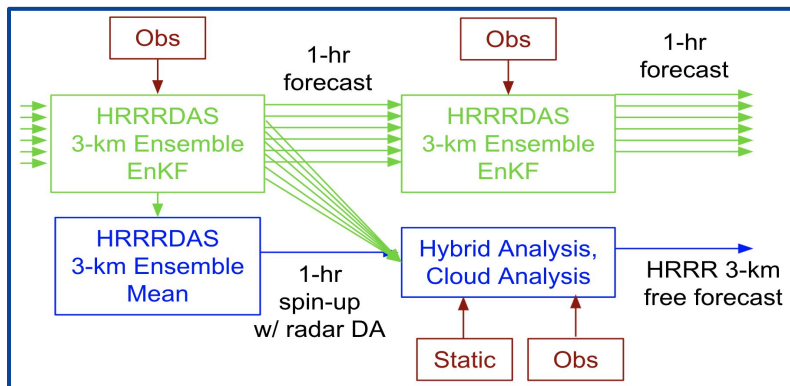 Obs
1-hr
forecast
Obs
1-hr
forecast
HRRRDAS
3-km Ensemble
EnKF
HRRRDAS
3-km Ensemble
EnKF
HRRRDAS
3-km Ensemble
Mean
1-hr
spin-up
w/ radar DA
Hybrid Analysis,
Cloud Analysis
HRRR 3-km
free forecast
Static
Obs